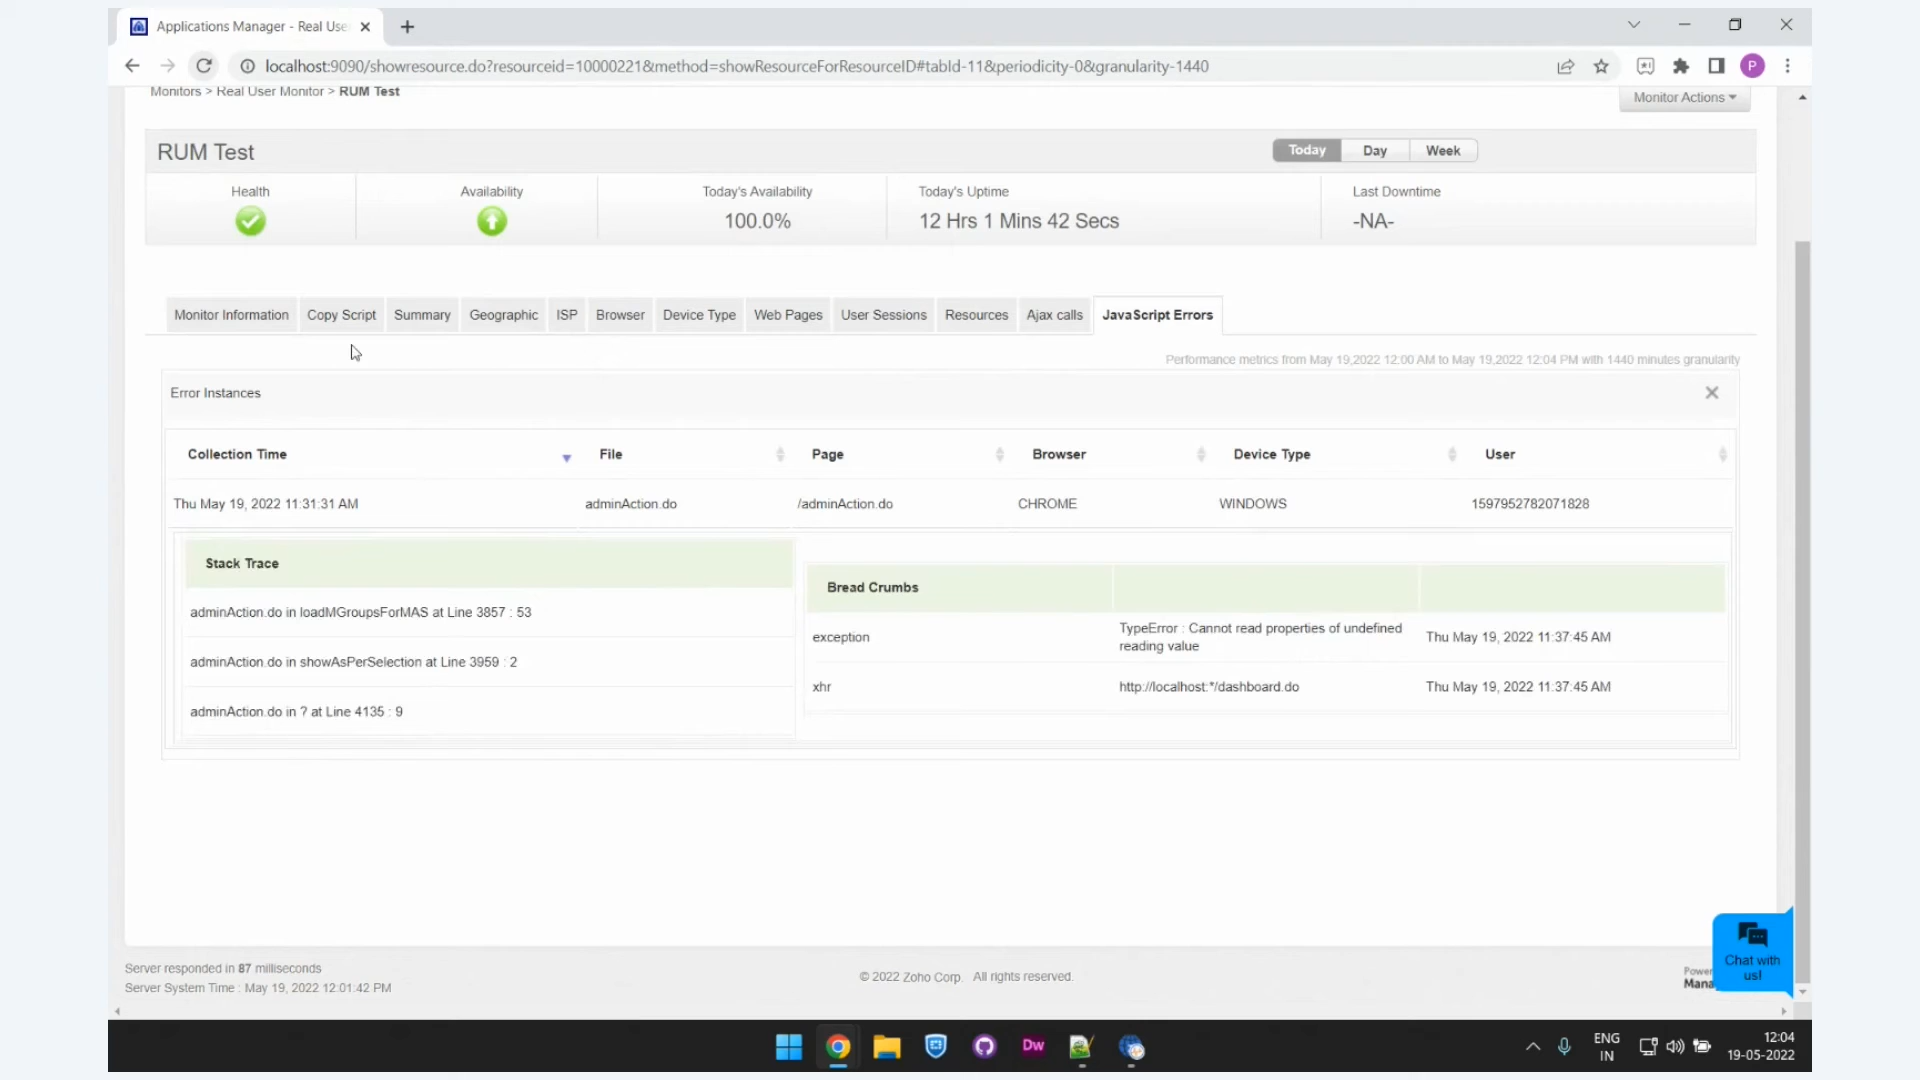 Applications Manager - Real Use
localhost:9090/showresource.do?resourceid=10000221&method=showResourceForResourceID#tabId-11&periodicity-0&granularity-1440
P
Monitors > Real User Monitor > RUM Test
Monitor Actions
RUM Test
Today Day Week
Health Availability Today's Availability Today's Uptime Last Downtime
100.0% 12 Hrs 1 Mins 42 Secs -NA-
Monitor Information Copy Script Summary Geographic ISP Browser Device Type Web Pages User Sessions Resources Ajax calls JavaScript Errors
Performance metrics from May 19,2022 12:00 AM to May 19,2022 12:04 PM with 1440 minutes granularity
Error Instances
Collection Time File Page Browser Device Type User
Thu May 19, 2022 11:31:31 AM adminAction.do /adminAction.do CHROME WINDOWS 1597952782071828
Stack Trace
adminAction.do in loadMGroupsForMAS at Line 3857 : 53
adminAction.do in showAsPerSelection at Line 3959 : 2
adminAction.do in ? at Line 4135 : 9
Bread Crumbs
exception TypeError : Cannot read properties of undefined reading value Thu May 19, 2022 11:37:45 AM
xhr http://localhost:*/dashboard.do Thu May 19, 2022 11:37:45 AM
Server responded in 87 milliseconds
Server System Time : May 19, 2022 12:01:42 PM
© 2022 Zoho Corp. All rights reserved.
Powe
Mana
Chat with
us!
Dw
ENG
IN
12:04
19-05-2022